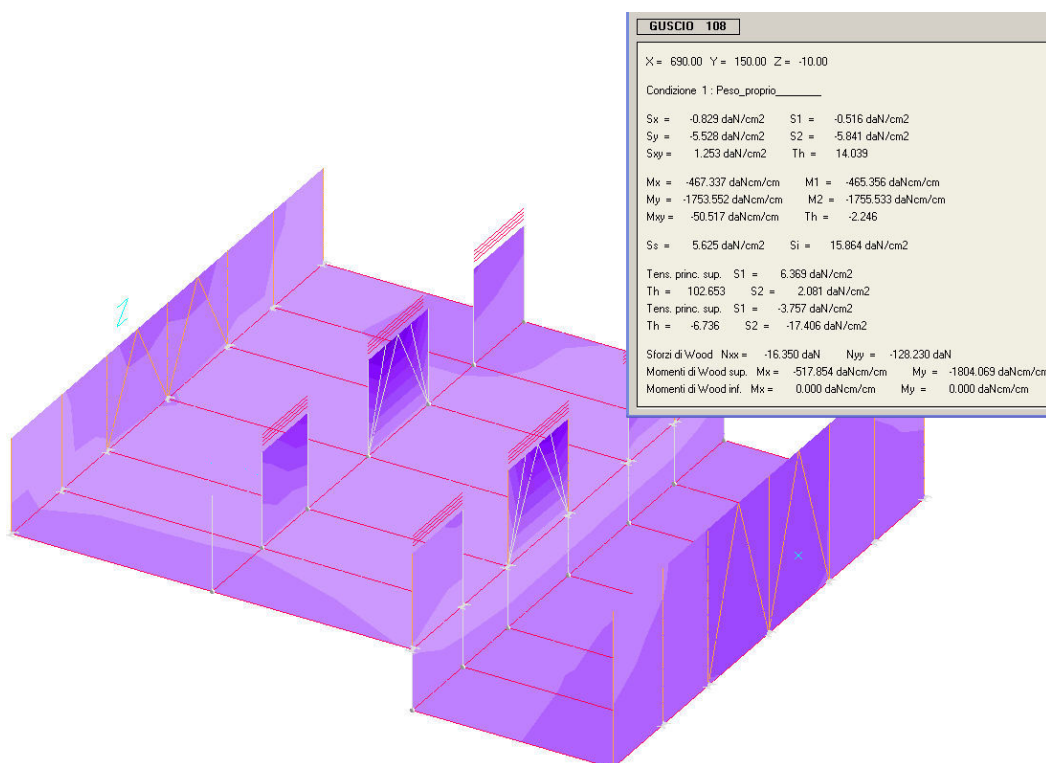 GUSCIO 108
X = 690.00 Y = 150.00 Z = -10.00
Condizione 1 : Peso_proprio________
Sx = -0.829 daN/cm2 S1 = -0.516 daN/cm2
Sy = -5.528 daN/cm2 S2 = -5.841 daN/cm2
Sxy = 1.253 daN/cm2 Th = 14.039
Mx = -467.337 daNcm/cm M1 = -465.356 daNcm/cm
My = -1753.552 daNcm/cm M2 = -1755.533 daNcm/cm
Mxy = -50.517 daNcm/cm Th = -2.246
Ss = 5.625 daN/cm2 Si = 15.864 daN/cm2
Tens. princ. sup. S1 = 6.369 daN/cm2
Th = 102.653 S2 = 2.081 daN/cm2
Tens. princ. sup. S1 = -3.757 daN/cm2
Th = -6.736 S2 = -17.406 daN/cm2
Sforzi di Wood Nxx = -16.350 daN Nyy = -128.230 daN
Momenti di Wood sup. Mx = -517.854 daNcm/cm My = -1804.069 daNcm/cm
Momenti di Wood inf. Mx = 0.000 daNcm/cm My = 0.000 daNcm/cm
Z